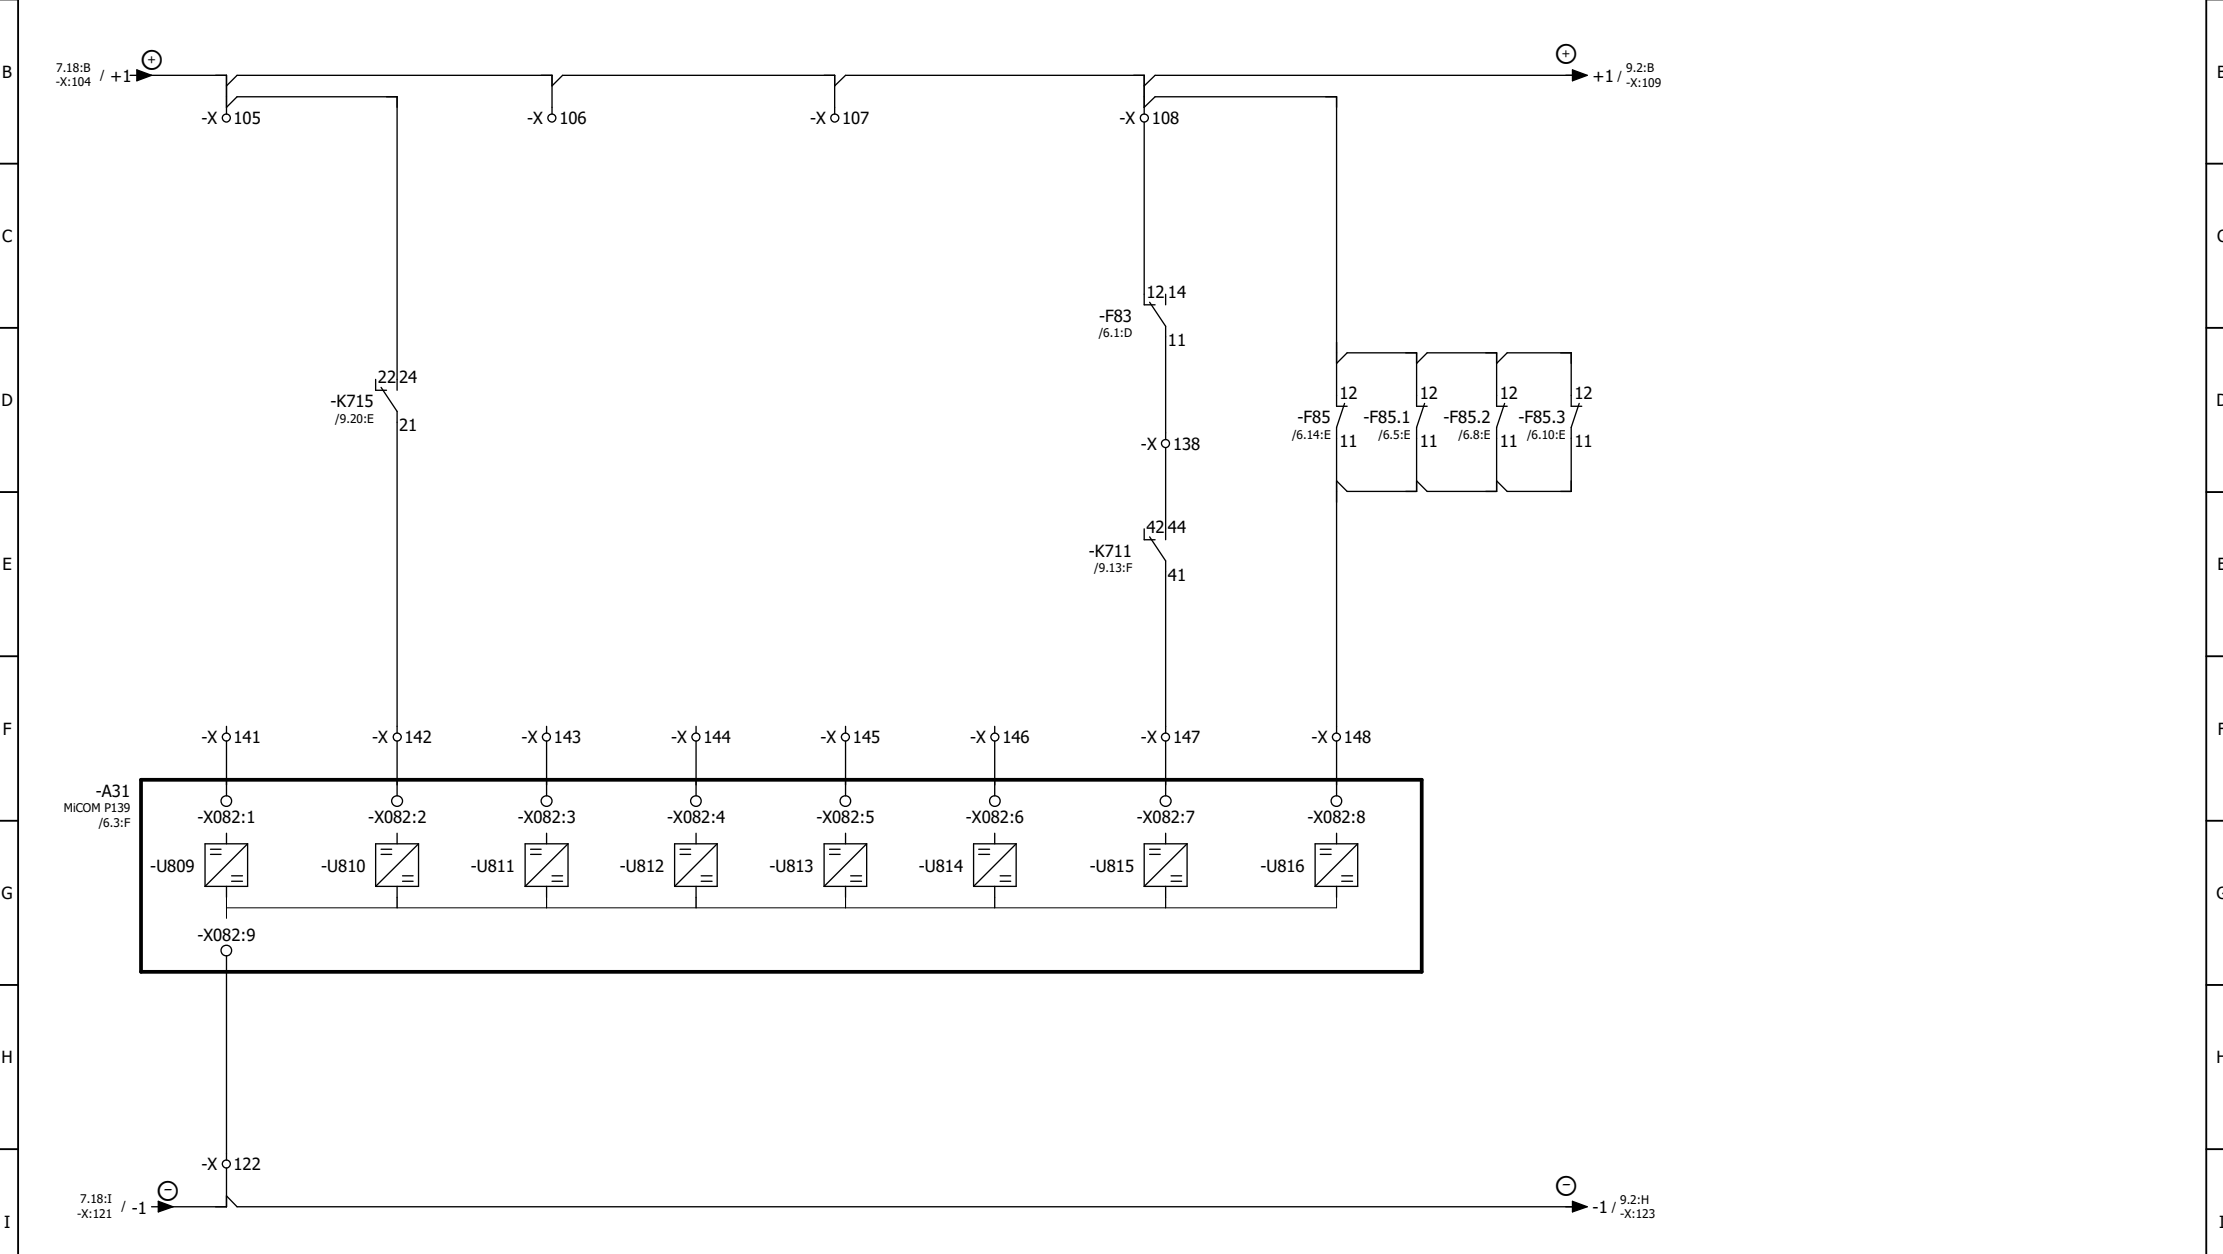 B
7.18:B
-X:104 / +1
+
+
+1 / 9.2:B
-X:109
-X 105
-X 106
-X 107
-X 108
C
12 14
-F83
/6.1:D
11
D
22 24
-K715
/9.20:E
21
12 12 12 12
-F85 -F85.1 -F85.2 -F85.3
/6.14:E /6.5:E /6.8:E /6.10:E
11 11 11 11
-X 138
E
42 44
-K711
/9.13:F
41
F
-X 141 -X 142 -X 143 -X 144 -X 145 -X 146 -X 147 -X 148
-A31
MiCOM P139
/6.3:F
-X082:1 -X082:2 -X082:3 -X082:4 -X082:5 -X082:6 -X082:7 -X082:8
G
-U809 -U810 -U811 -U812 -U813 -U814 -U815 -U816
-X082:9
H H
-X 122
−
−
I
7.18:I
-X:121 / -1
-1 / 9.2:H
-X:123